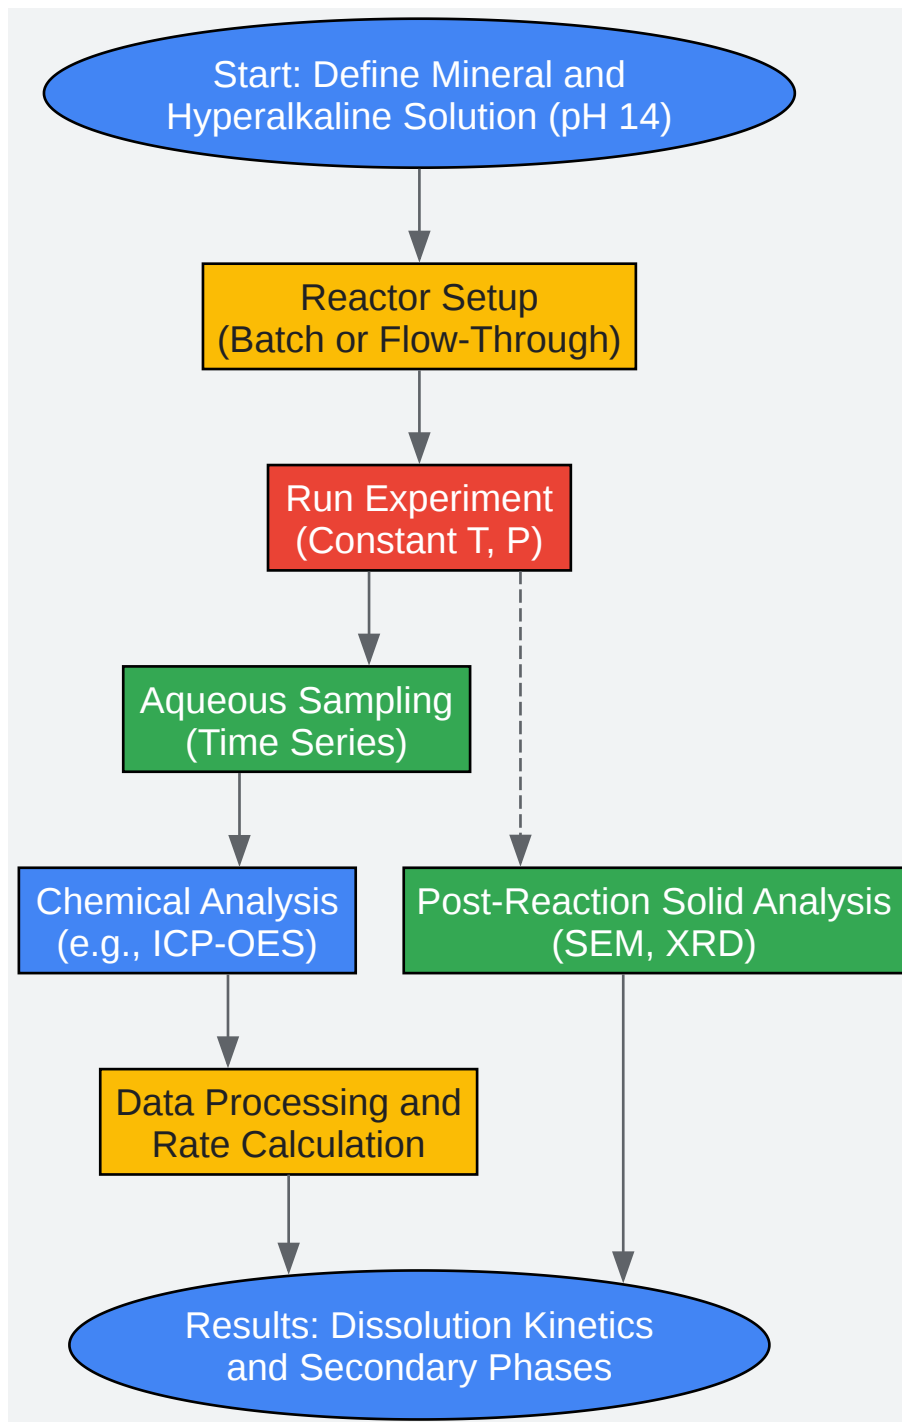 Start: Define Mineral and
Hyperalkaline Solution (pH 14)
Reactor Setup
(Batch or Flow-Through)
Run Experiment
(Constant T, P)
Aqueous Sampling
(Time Series)
Chemical Analysis
(e.g., ICP-OES)
Post-Reaction Solid Analysis
(SEM, XRD)
Data Processing and
Rate Calculation
Results: Dissolution Kinetics
and Secondary Phases